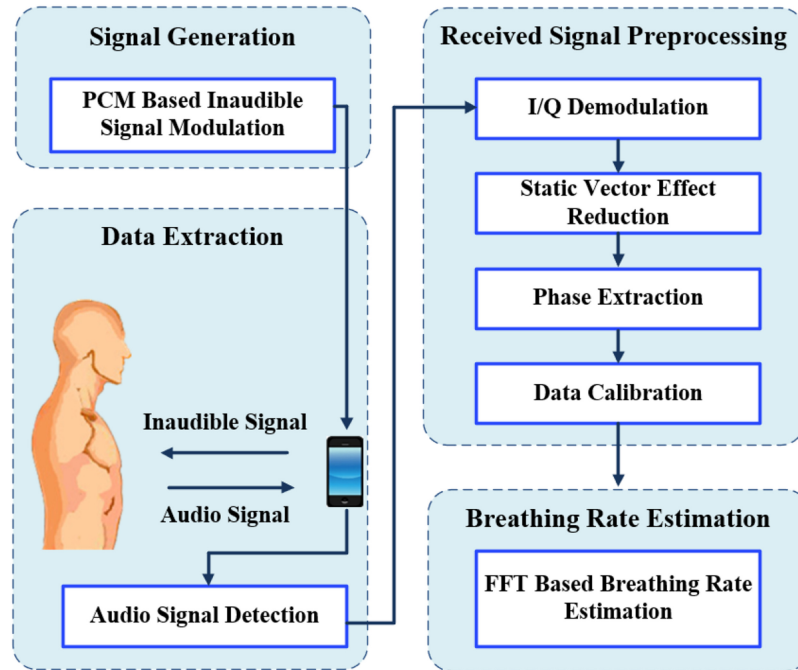 Signal Generation
PCM Based Inaudible
Signal Modulation
Data Extraction
Inaudible Signal
Audio Signal
Audio Signal Detection
Received Signal Preprocessing
I/Q Demodulation
Static Vector Effect
Reduction
Phase Extraction
Data Calibration
Breathing Rate Estimation
FFT Based Breathing Rate
Estimation